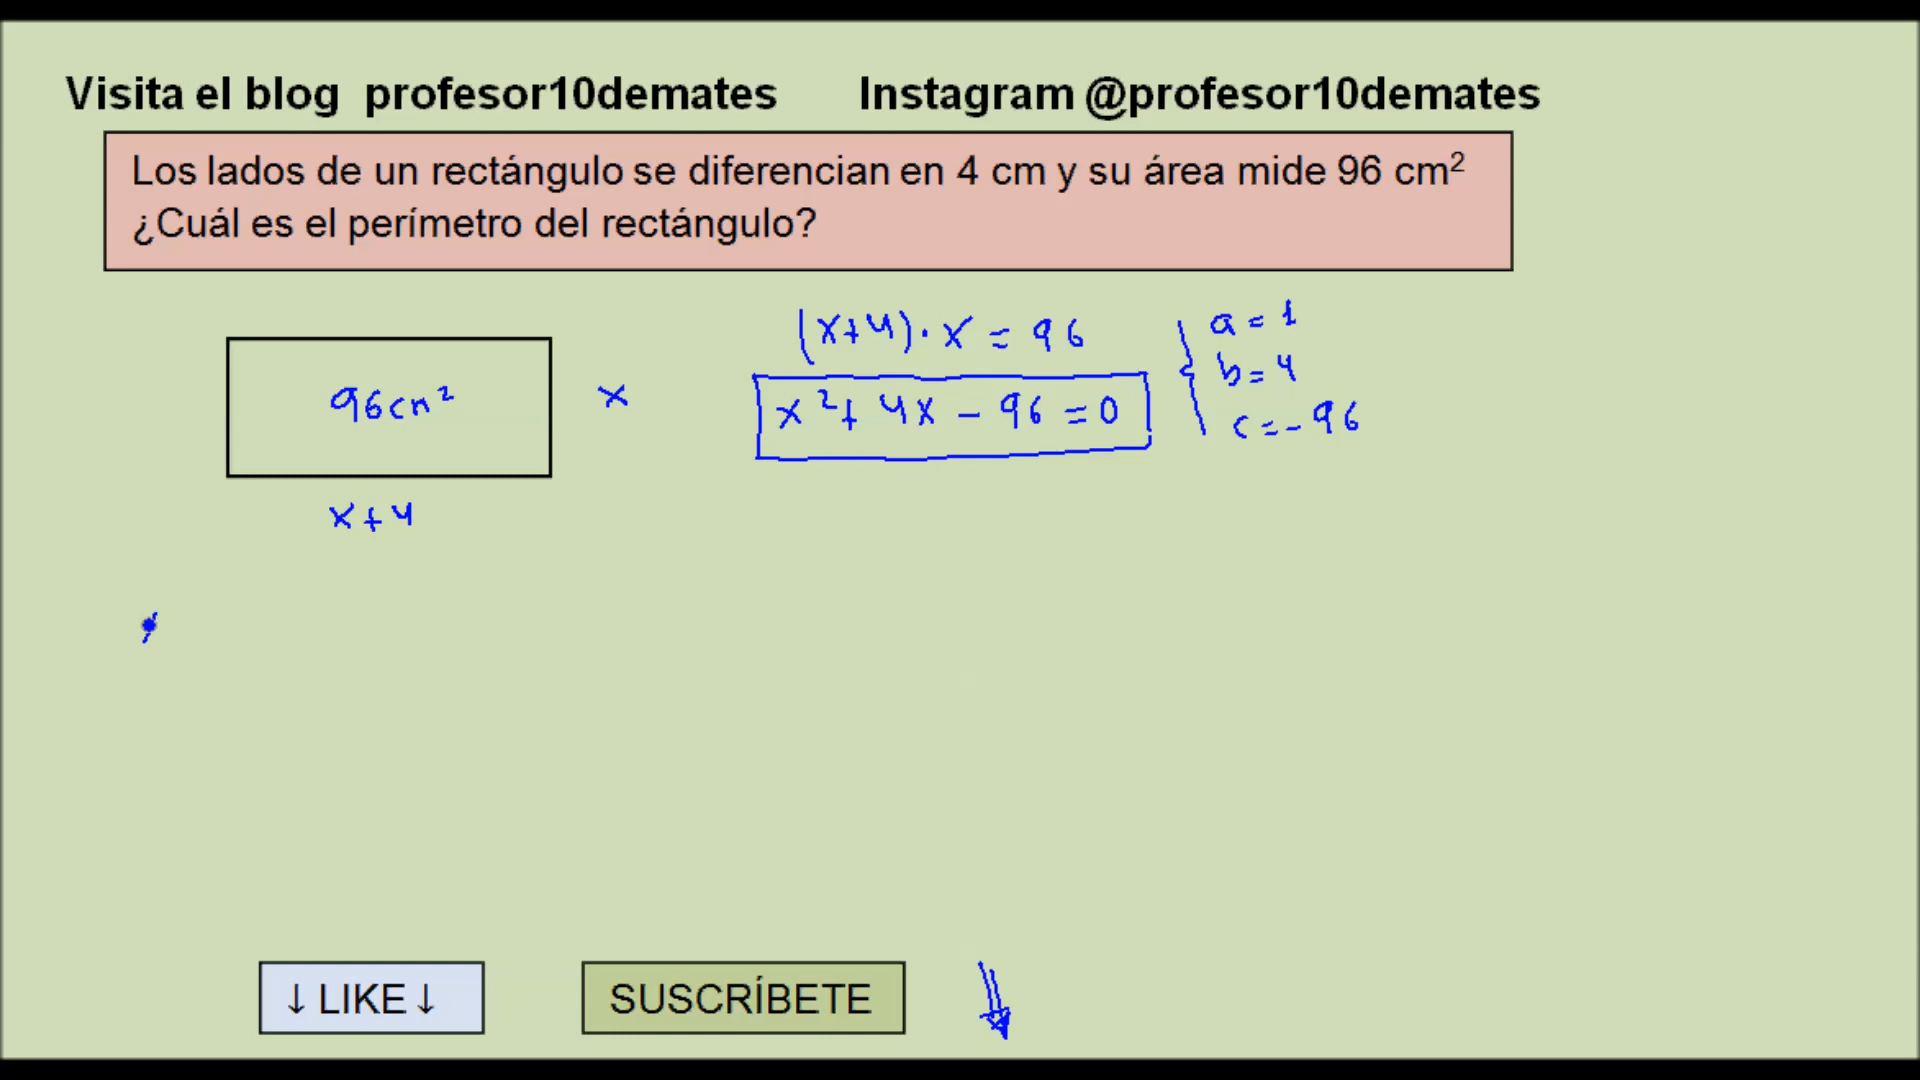 Visita el blog profesor10demates Instagram @profesor10demates
Los lados de un rectángulo se diferencian en 4 cm y su área mide 96 cm²
¿Cuál es el perímetro del rectángulo?
(x+4)·x = 96
a = 1
b = 4
c = -96
96cm²
x
x² + 4x - 96 = 0
x+4
↓ LIKE ↓
SUSCRÍBETE